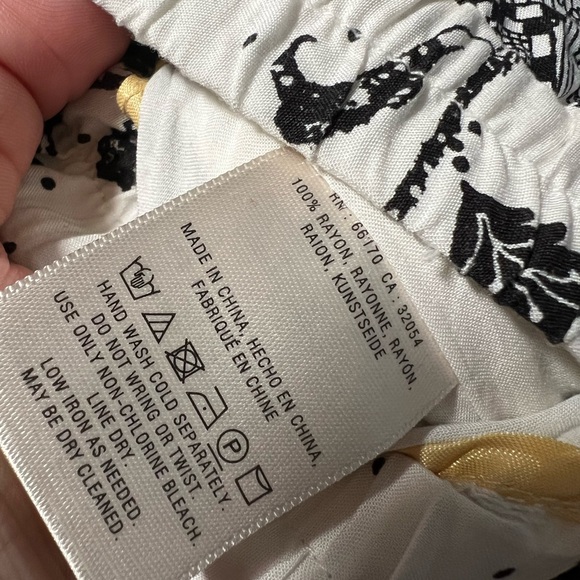 RN : 66170 CA : 32054
100% RAYON, RAYONNE, RAYON,
RAION, KUNSTSEIDE
MADE IN CHINA, HECHO EN CHINA,
FABRIQUÉ EN CHINE
P
HAND WASH COLD SEPARATELY.
DO NOT WRING OR TWIST.
USE ONLY NON-CHLORINE BLEACH.
LINE DRY.
LOW IRON AS NEEDED.
MAY BE DRY CLEANED.